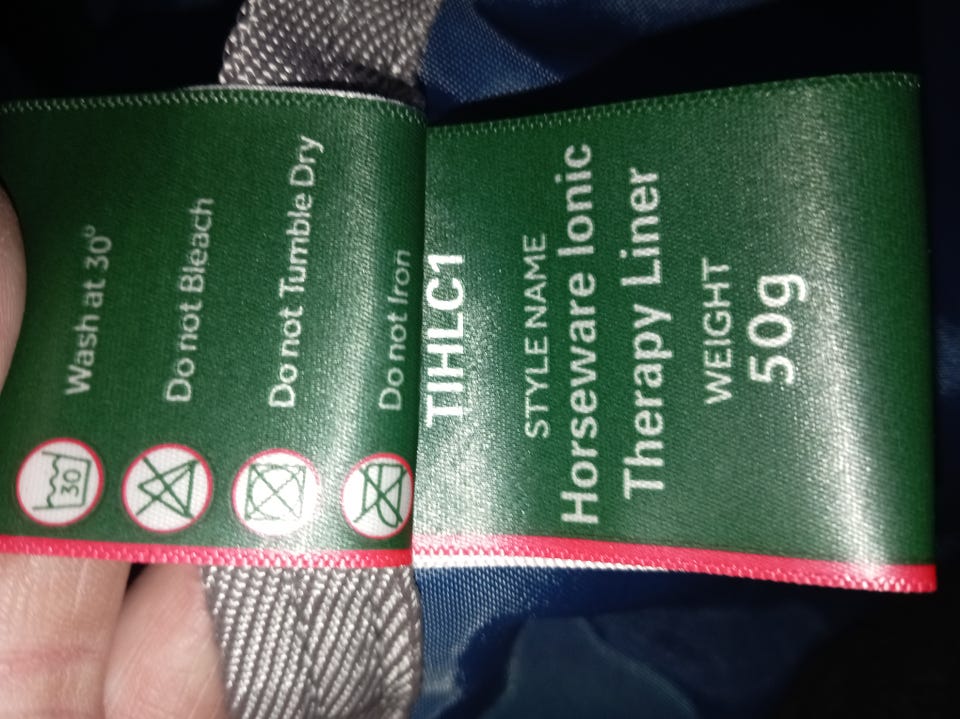 Wash at 30°
Do not Bleach
Do not Tumble Dry
Do not Iron
30
TIHLC1
STYLE NAME
Horseware Ionic
Therapy Liner
WEIGHT
50g